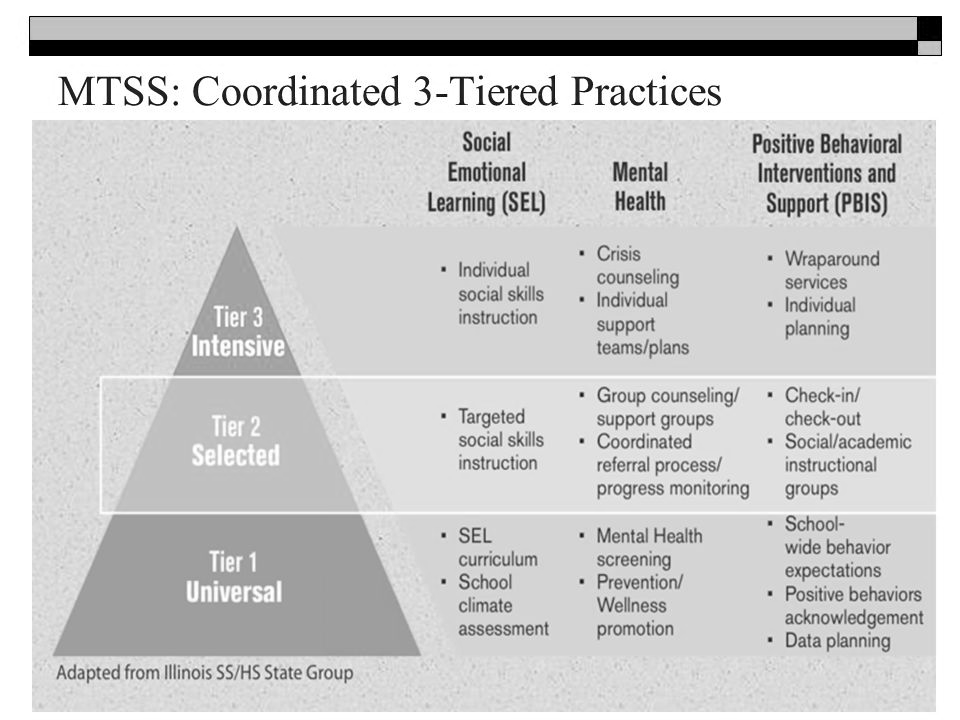 MTSS: Coordinated 3-Tiered Practices
Social
Emotional
Learning (SEL)
Mental
Health
Positive Behavioral
Interventions and
Support (PBIS)
Tier 3
Intensive
▪ Individual
social skills
instruction
▪ Crisis
counseling
▪ Individual
support
teams/plans
▪ Wraparound
services
▪ Individual
planning
Tier 2
Selected
▪ Targeted
social skills
instruction
▪ Group counseling/
support groups
▪ Coordinated
referral process/
progress monitoring
▪ Check-in/
check-out
▪ Social/academic
instructional
groups
Tier 1
Universal
▪ SEL
curriculum
▪ School
climate
assessment
▪ Mental Health
screening
▪ Prevention/
Wellness
promotion
▪ School-
wide behavior
expectations
▪ Positive behaviors
acknowledgement
▪ Data planning
Adapted from Illinois SS/HS State Group